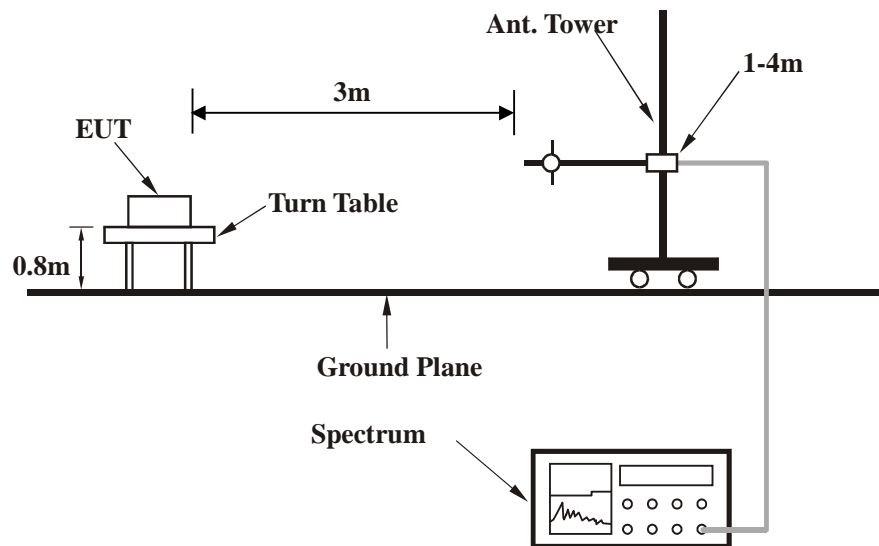 Ant. Tower
1-4m
3m
EUT
Turn Table
0.8m
Ground Plane
Spectrum